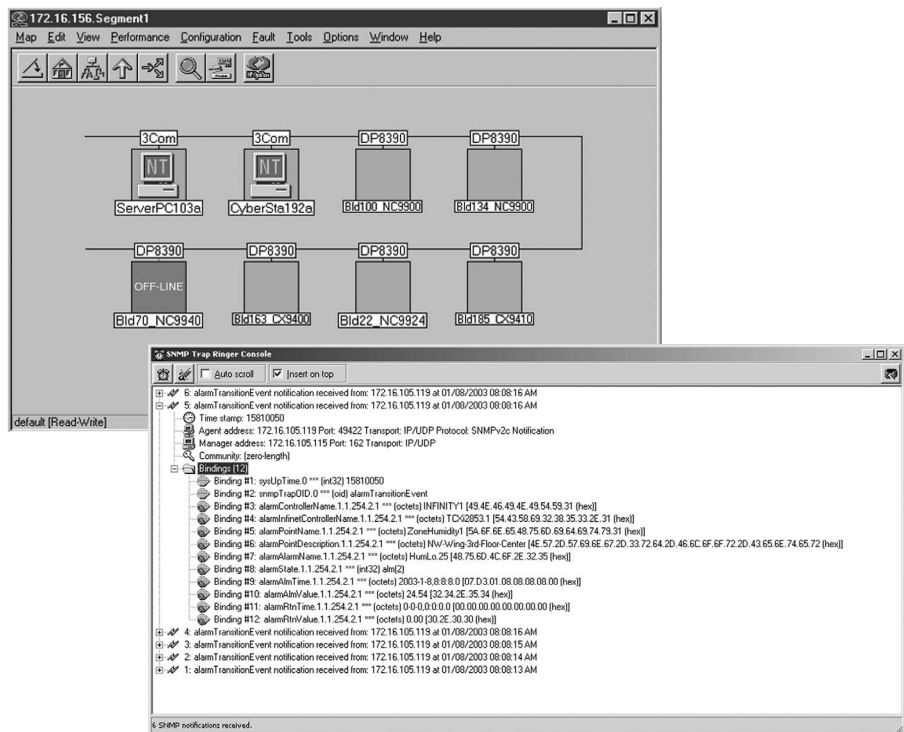 172.16.156.Segment1
Map Edit View Performance Configuration Fault Tools Options Window Help
3Com 3Com DP8390 DP8390
NT NT
ServerPC103a CyberSta192a Bld100_NC9900 Bld134_NC9900
DP8390 DP8390 DP8390 DP8390
OFF-LINE
Bld70_NC9940 Bld163_CX9400 Bld22_NC9924 Bld185_CX9410
default [Read-Write]
SNMP Trap Ringer Console
Auto scroll Insert on top
6: alarmTransitionEvent notification received from: 172.16.105.119 at 01/08/2003 08:08:16 AM
5: alarmTransitionEvent notification received from: 172.16.105.119 at 01/08/2003 08:08:16 AM
Time stamp: 15810050
Agent address: 172.16.105.119 Port: 49422 Transport: IP/UDP Protocol: SNMPv2c Notification
Manager address: 172.16.105.115 Port: 162 Transport: IP/UDP
Community: (zero-length)
Bindings (12)
Binding #1: sysUpTime.0 *** (int32) 15810050
Binding #2: snmpTrapOID.0 *** (oid) alarmTransitionEvent
Binding #3: alarmControllerName.1.1.254.2.1 *** (octets) INFINITY1 [49.4E.46.49.4E.49.54.59.31 (hex)]
Binding #4: alarmInfinetControllerName.1.1.254.2.1 *** (octets) TCXi2853.1 [54.43.58.69.32.38.35.33.2E.31 (hex)]
Binding #5: alarmPointName.1.1.254.2.1 *** (octets) ZoneHumidity1 [5A.6F.6E.65.48.75.6D.69.64.69.74.79.31 (hex)]
Binding #6: alarmPointDescription.1.1.254.2.1 *** (octets) NW-Wing-3rd-Floor-Center [4E.57.2D.57.69.6E.67.2D.33.72.64.2D.46.6C.6F.6F.72.2D.43.65.6E.74.65.72 (hex)]
Binding #7: alarmAlarmName.1.1.254.2.1 *** (octets) HumLo.25 [48.75.6D.4C.6F.2E.32.35 (hex)]
Binding #8: alarmState.1.1.254.2.1 *** (int32) alm(2)
Binding #9: alarmAlmTime.1.1.254.2.1 *** (octets) 2003-1-8,8:8:8.0 [07.D3.01.08.08.08.08.00 (hex)]
Binding #10: alarmAlmValue.1.1.254.2.1 *** (octets) 24.54 [32.34.2E.35.34 (hex)]
Binding #11: alarmRtnTime.1.1.254.2.1 *** (octets) 0-0-0,0:0:0.0 [00.00.00.00.00.00.00.00 (hex)]
Binding #12: alarmRtnValue.1.1.254.2.1 *** (octets) 0.00 [30.2E.30.30 (hex)]
4: alarmTransitionEvent notification received from: 172.16.105.119 at 01/08/2003 08:08:16 AM
3: alarmTransitionEvent notification received from: 172.16.105.119 at 01/08/2003 08:08:15 AM
2: alarmTransitionEvent notification received from: 172.16.105.119 at 01/08/2003 08:08:14 AM
1: alarmTransitionEvent notification received from: 172.16.105.119 at 01/08/2003 08:08:13 AM
6 SNMP notifications received.